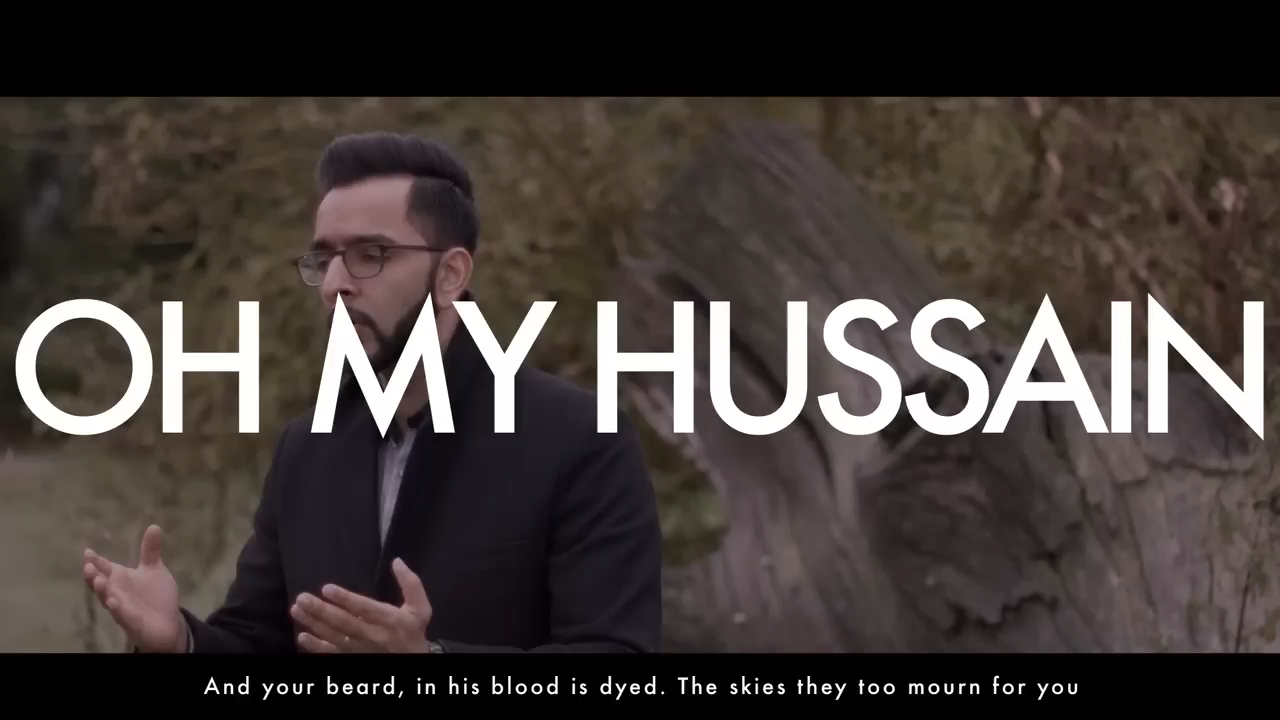 OH MY HUSSAIN
And your beard, in his blood is dyed. The skies they too mourn for you